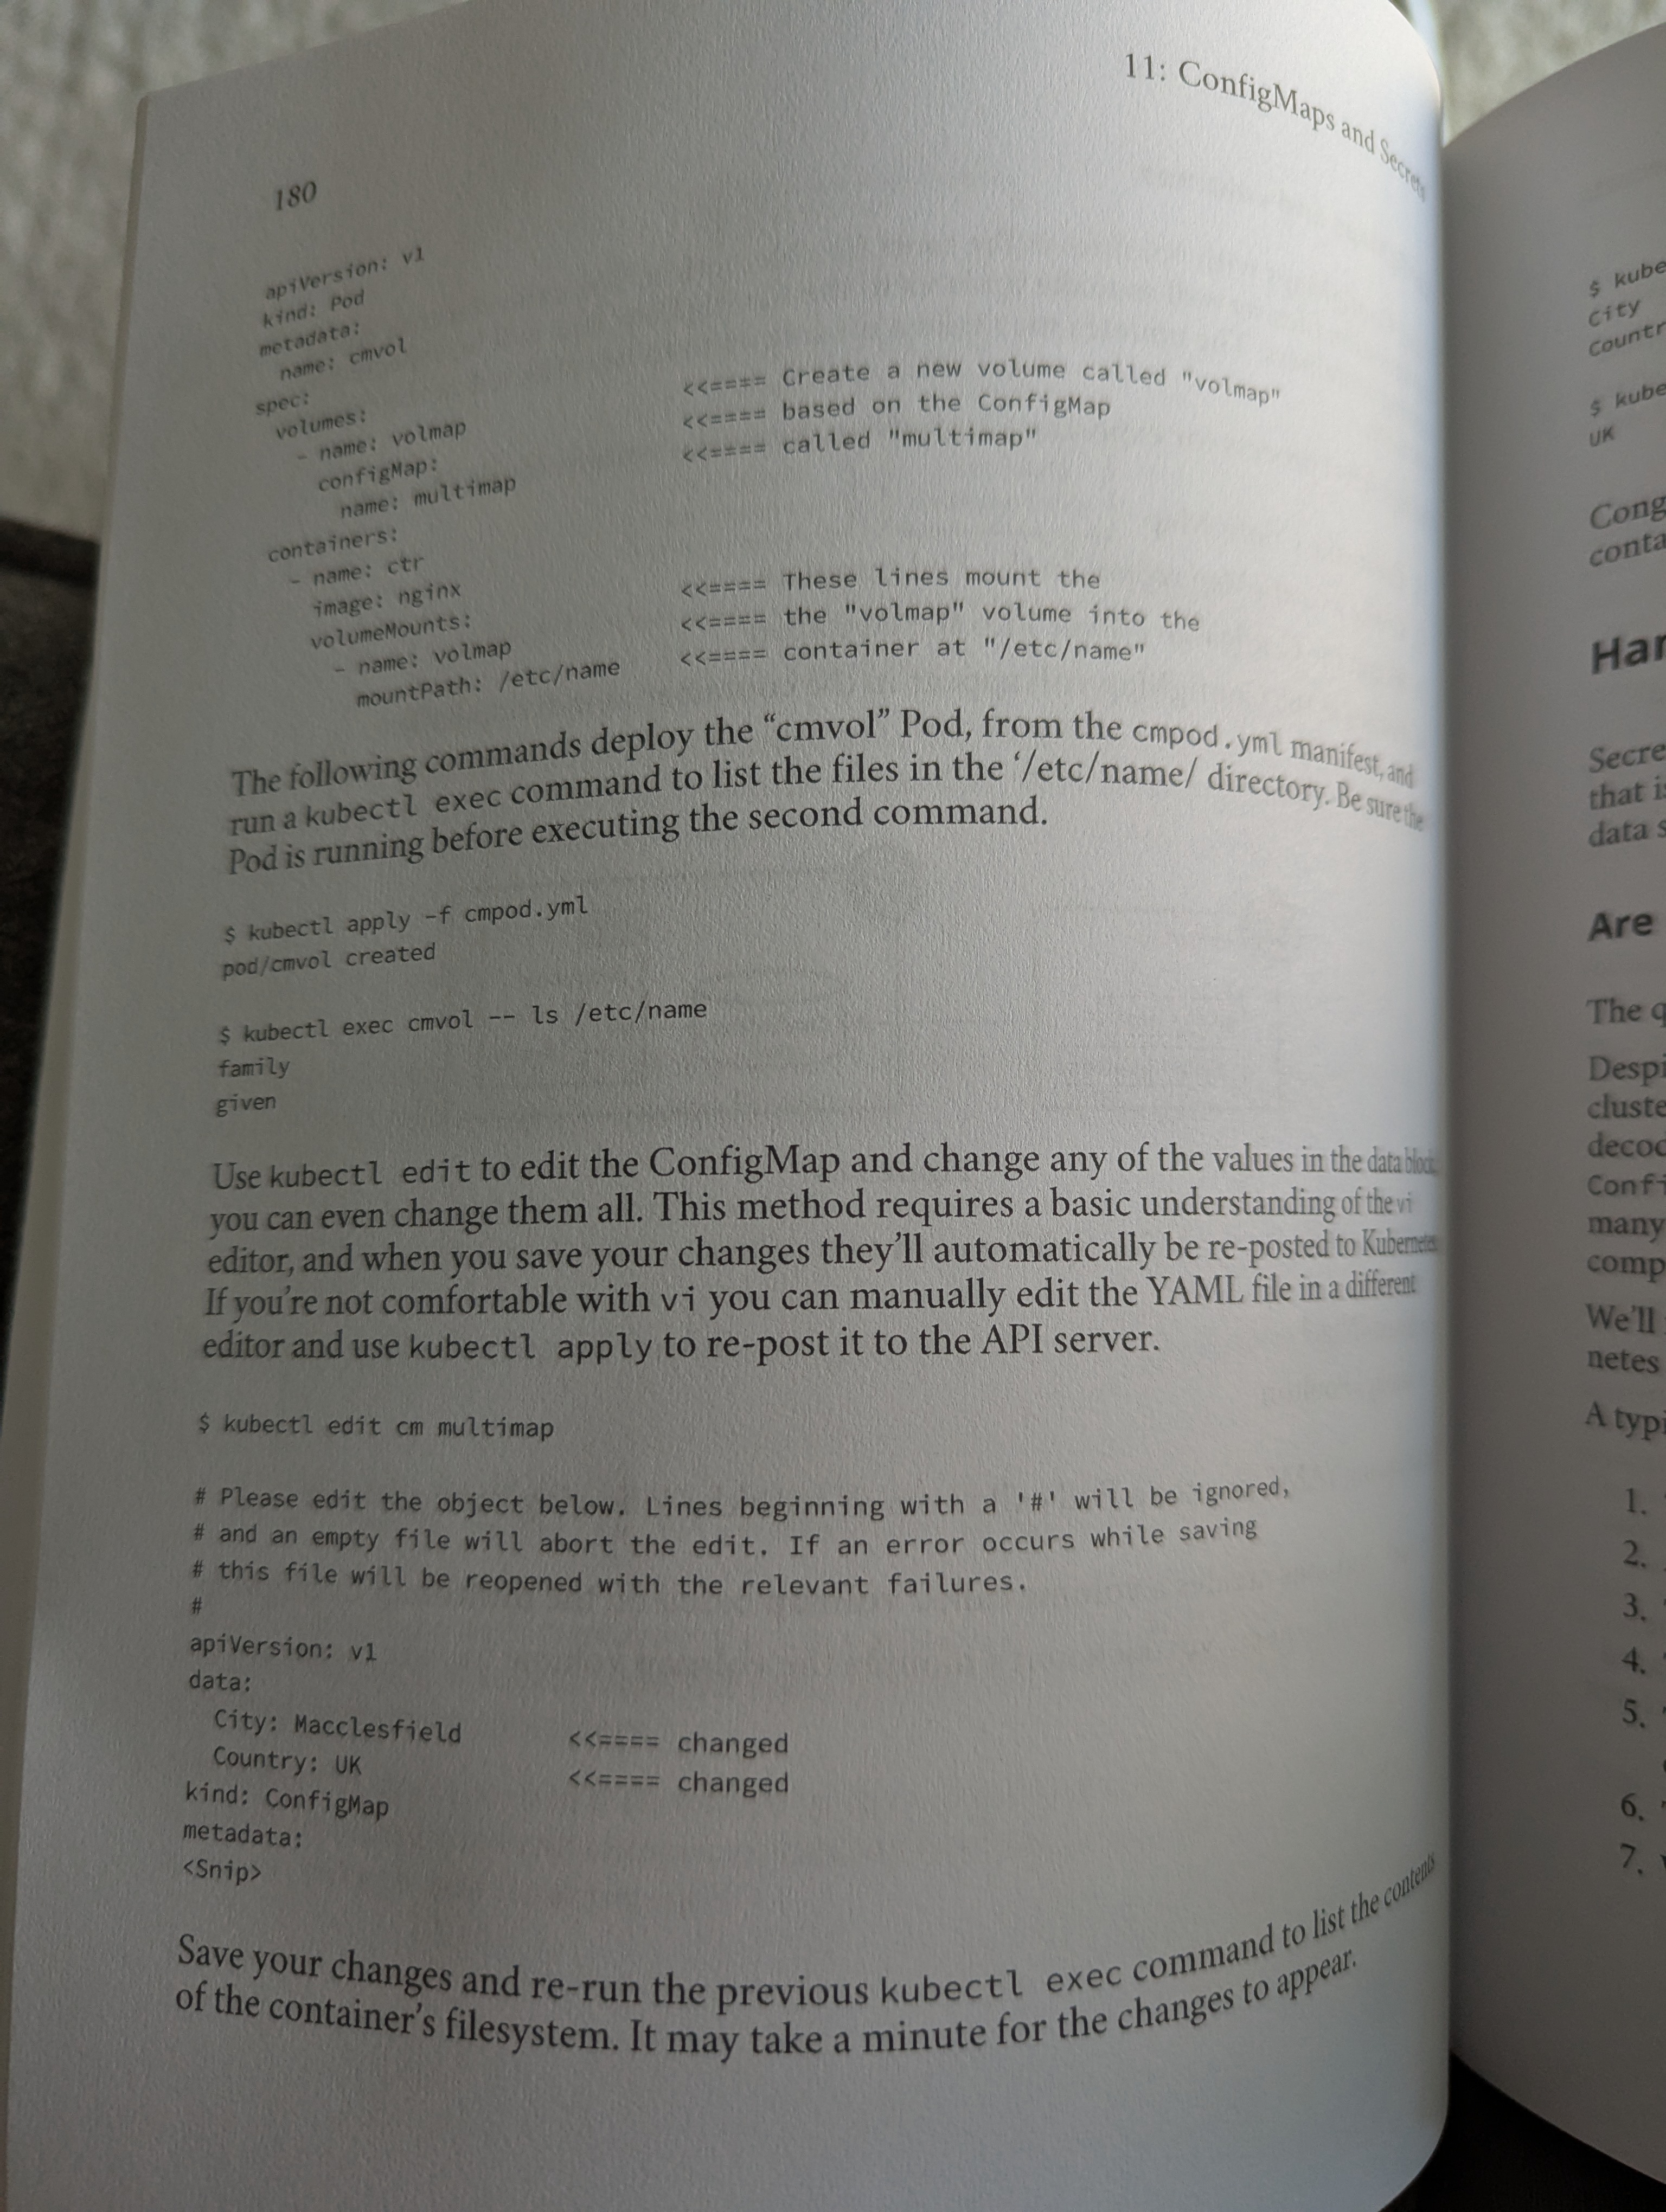 11: ConfigMaps and Secrets
180
apiVersion: v1
kind: Pod
metadata:
  name: cmvol
spec:
  volumes:
    - name: volmap                <<==== Create a new volume called "volmap"
      configMap:                  <<==== based on the ConfigMap
        name: multimap            <<==== called "multimap"
  containers:
    - name: ctr
      image: nginx
      volumeMounts:               <<==== These lines mount the
        - name: volmap            <<==== the "volmap" volume into the
          mountPath: /etc/name    <<==== container at "/etc/name"
The following commands deploy the “cmvol” Pod, from the cmpod.yml manifest, and
run a kubectl exec command to list the files in the ‘/etc/name/ directory. Be sure the
Pod is running before executing the second command.
$ kubectl apply -f cmpod.yml
pod/cmvol created
$ kubectl exec cmvol -- ls /etc/name
family
given
Use kubectl edit to edit the ConfigMap and change any of the values in the data block,
you can even change them all. This method requires a basic understanding of the vi
editor, and when you save your changes they’ll automatically be re-posted to Kubernetes.
If you’re not comfortable with vi you can manually edit the YAML file in a different
editor and use kubectl apply to re-post it to the API server.
$ kubectl edit cm multimap
# Please edit the object below. Lines beginning with a '#' will be ignored,
# and an empty file will abort the edit. If an error occurs while saving
# this file will be reopened with the relevant failures.
#
apiVersion: v1
data:
  City: Macclesfield        <<==== changed
  Country: UK               <<==== changed
kind: ConfigMap
metadata:
<Snip>
Save your changes and re-run the previous kubectl exec command to list the contents
of the container’s filesystem. It may take a minute for the changes to appear.
$ kube
City
Countr
$ kube
UK
Cong
conta
Har
Secre
that is
data s
Are
The q
Despi
cluste
decod
Confi
many
comp
We’ll
netes
A typi
1.
2.
3.
4.
5.
6.
7.